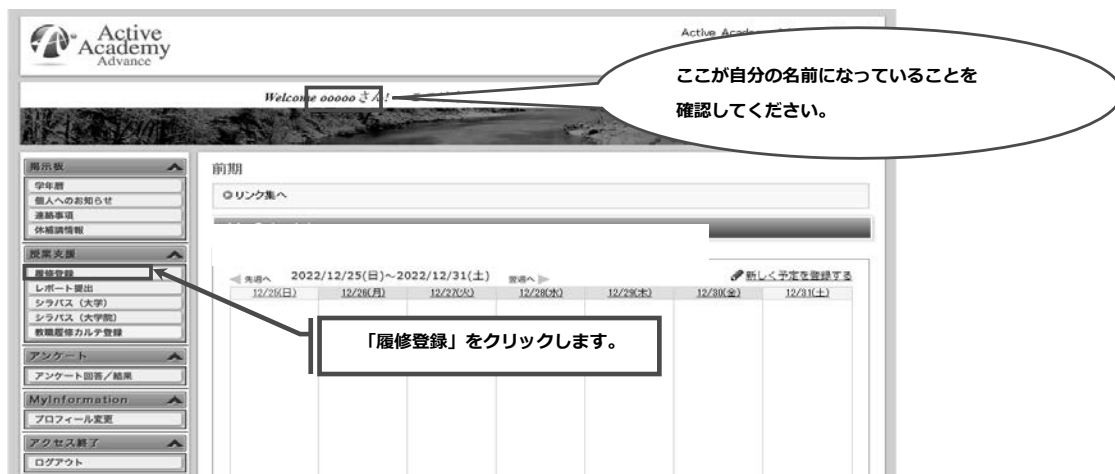 Active
Academy
Advance
ここが自分の名前になっていることを
確認してください。
Welcome ooooo さん!
掲示板
学年暦
個人へのお知らせ
連絡事項
休補講情報
授業支援
履修登録
レポート提出
シラバス（大学）
シラバス（大学院）
教職履修カルテ登録
アンケート
アンケート回答／結果
MyInformation
プロフィール変更
アクセス終了
ログアウト
前期
リンク集へ
先週へ 2022/12/25(日)～2022/12/31(土) 翌週へ
新しく予定を登録する
12/25(日) 12/26(月) 12/27(火) 12/28(水) 12/29(木) 12/30(金) 12/31(土)
「履修登録」をクリックします。